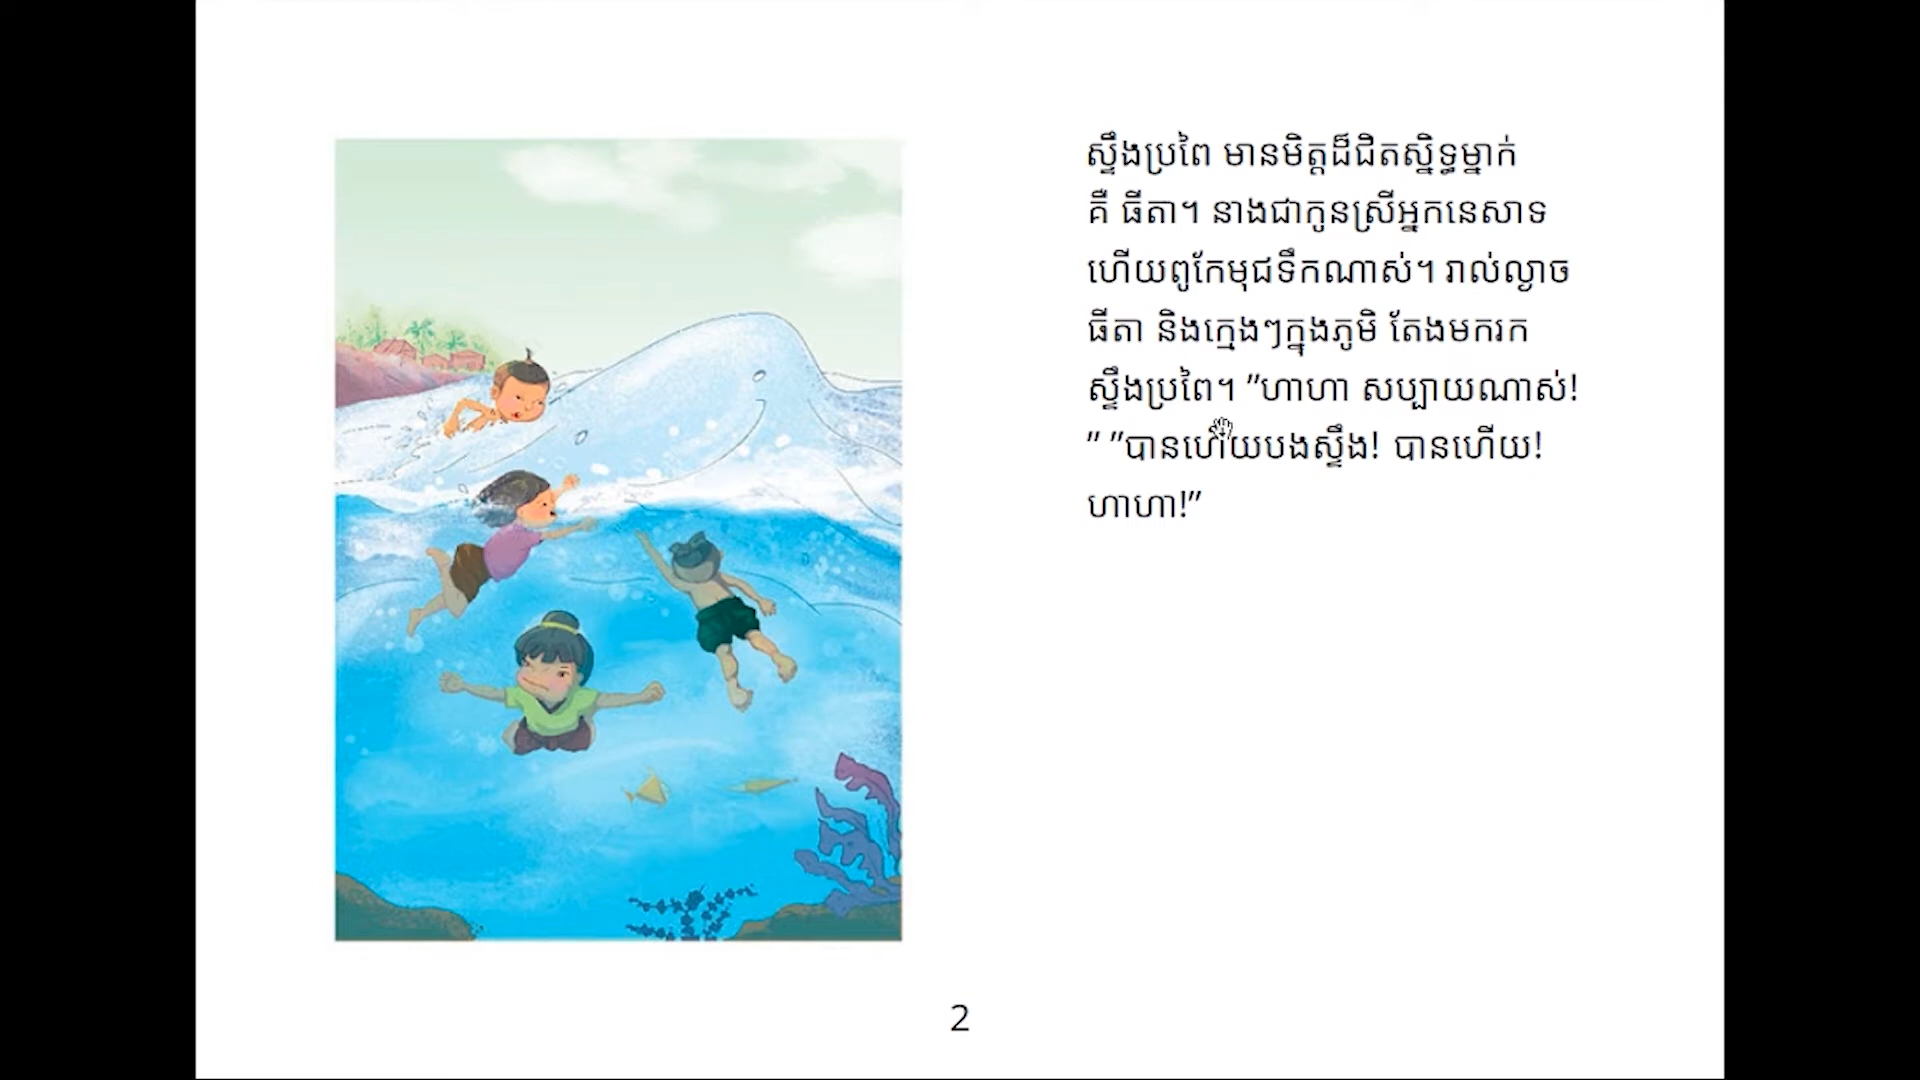 ស្ទឹងប្រពៃ មានមិត្តដ៏ជិតស្និទ្ធម្នាក់
គឺ ធីតា។ នាងជាកូនស្រីអ្នកនេសាទ
ហើយពូកែមុជទឹកណាស់។ រាល់ល្ងាច
ធីតា និងក្មេងៗក្នុងភូមិ តែងមករក
ស្ទឹងប្រពៃ។ "ហាហា សប្បាយណាស់!
" "បានហើយបងស្ទឹង! បានហើយ!
ហាហា!"
2